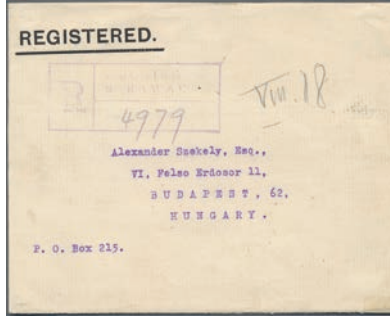 REGISTERED.
R
4979
VIII.18
Alexander Szekely, Esq.,
VI. Felso Erdosor 11,
BUDAPEST, 62,
HUNGARY.
P. O. Box 215.